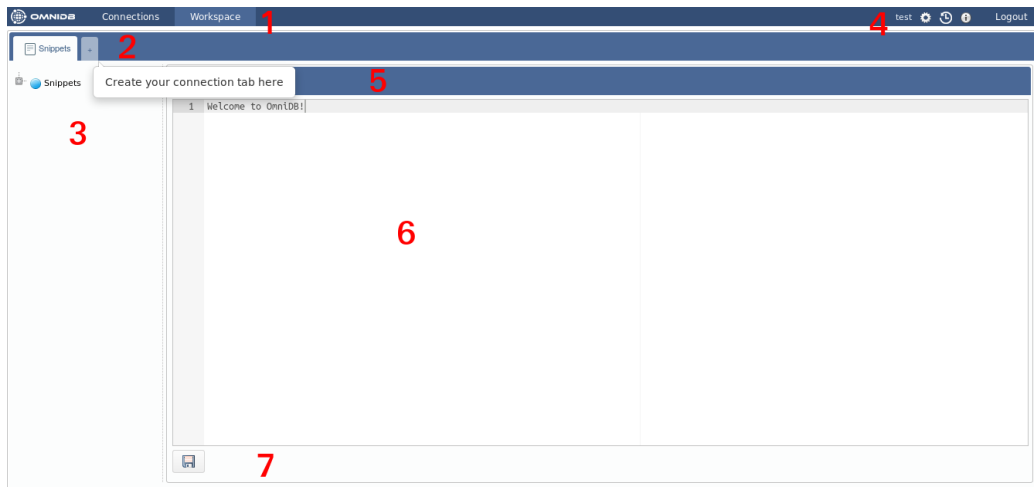 OMNIDB Connections Workspace 1 4 test Logout
Snippets + 2
Snippets Create your connection tab here 5
1 Welcome to OmniDB!
3
6
7